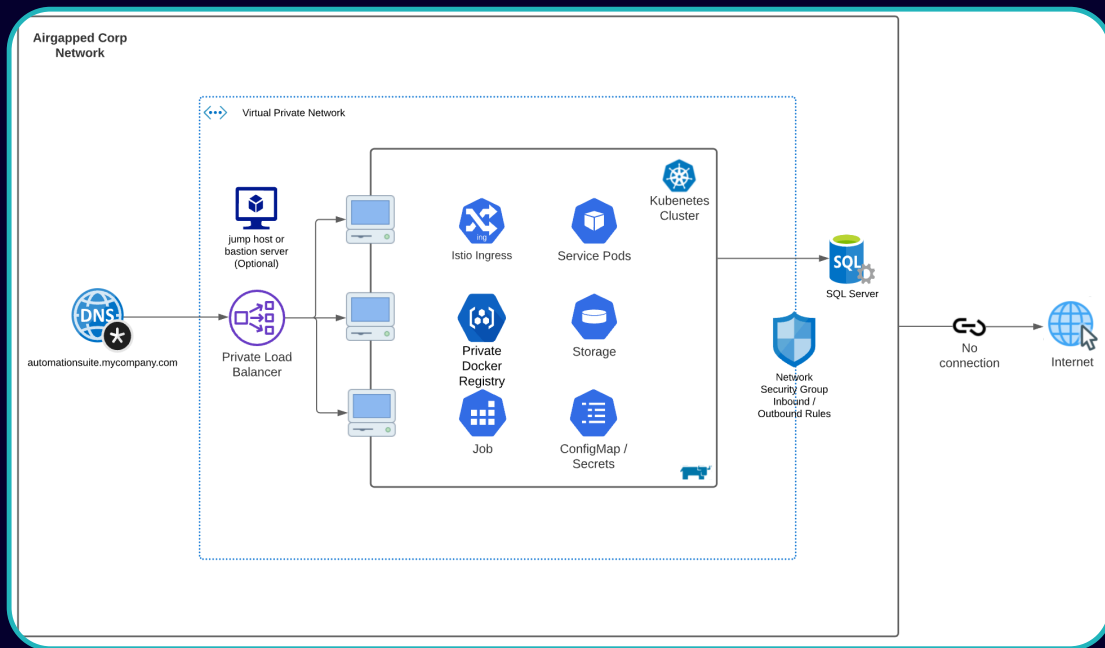 Airgapped Corp
Network
Virtual Private Network
Kubenetes
Cluster
jump host or
bastion server
(Optional)
ing
Istio Ingress
Service Pods
SQL
SQL Server
DNS
*
automationsuite.mycompany.com
Private Load
Balancer
Private
Docker
Registry
Storage
Network
Security Group
Inbound /
Outbound Rules
No
connection
Internet
Job
ConfigMap /
Secrets